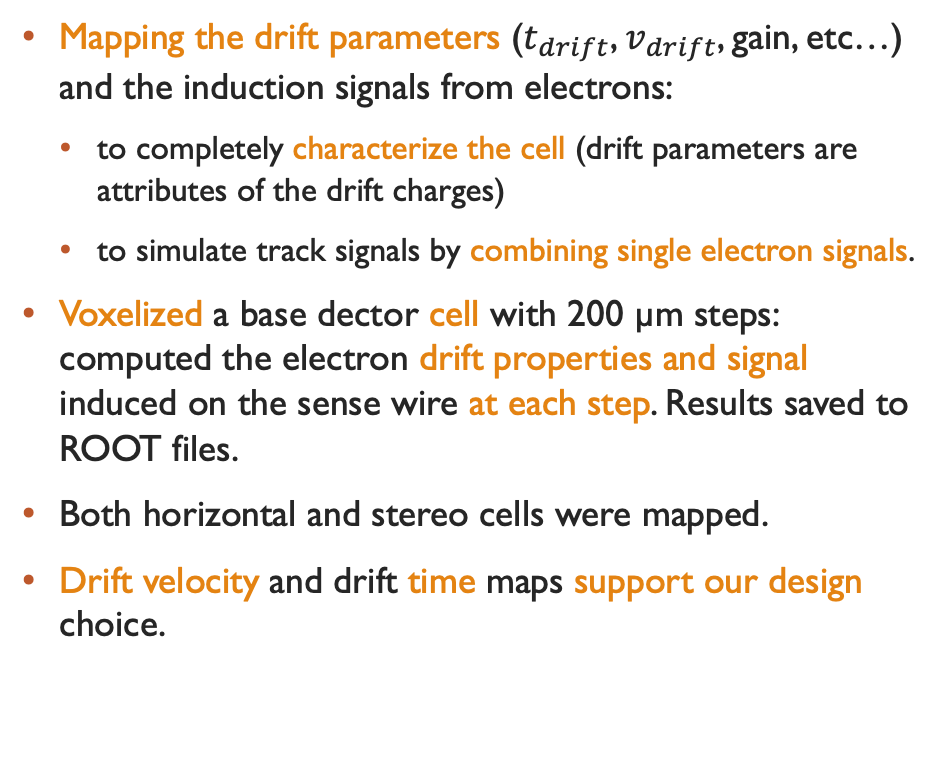 • Mapping the drift parameters (t_drift, v_drift, gain, etc…)
and the induction signals from electrons:
• to completely characterize the cell (drift parameters are
attributes of the drift charges)
• to simulate track signals by combining single electron signals.
• Voxelized a base dector cell with 200 µm steps:
computed the electron drift properties and signal
induced on the sense wire at each step. Results saved to
ROOT files.
• Both horizontal and stereo cells were mapped.
• Drift velocity and drift time maps support our design
choice.